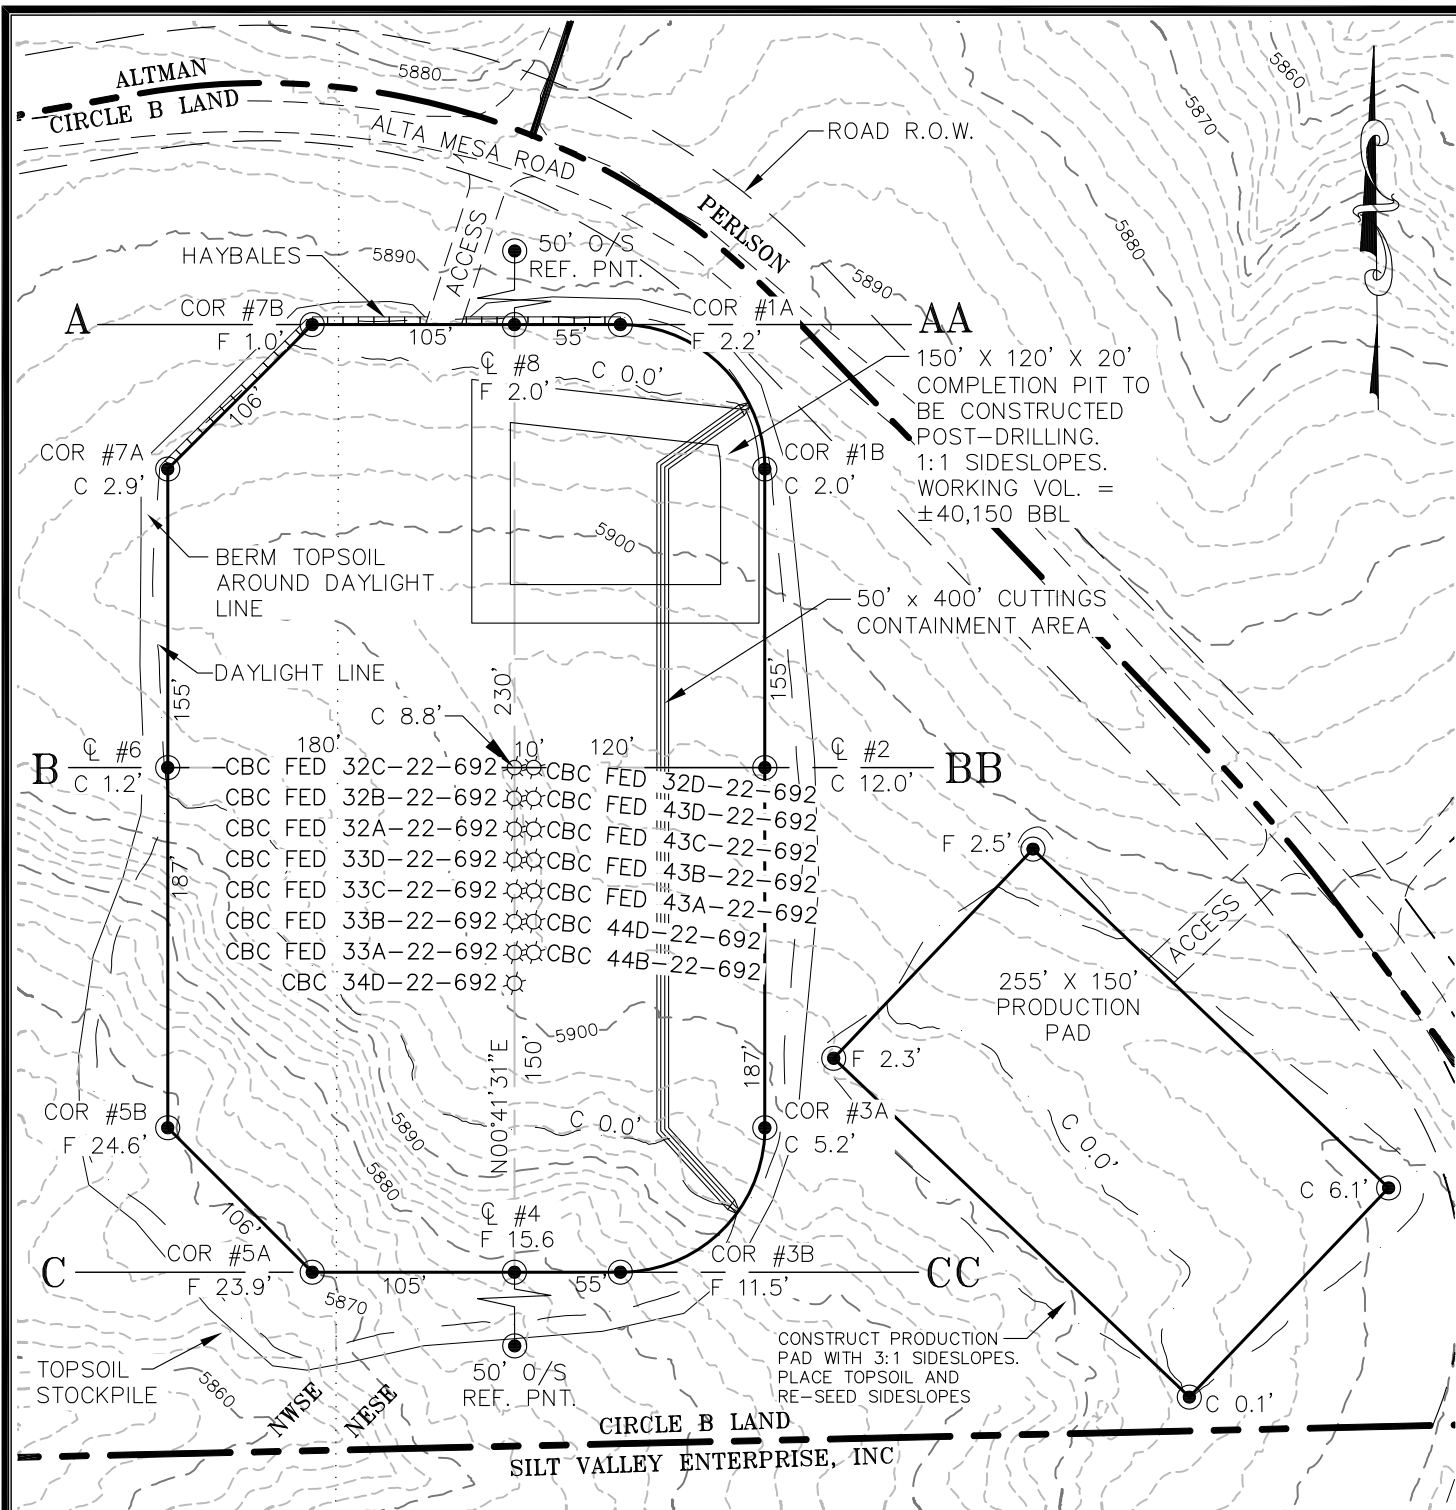 ALTMAN
CIRCLE B LAND
5880
5860
5870
ALTA MESA ROAD
ROAD R.O.W.
PERLSON
5880
HAYBALES
5890
ACCESS
50' O/S
REF. PNT.
5890
A
COR #7B
F 1.0'
105'
55'
COR #1A
F 2.2'
AA
℄ #8
F 2.0'
C 0.0'
150' X 120' X 20'
COMPLETION PIT TO
BE CONSTRUCTED
POST-DRILLING.
1:1 SIDESLOPES.
WORKING VOL. =
±40,150 BBL
106'
COR #7A
C 2.9'
COR #1B
C 2.0'
5900
BERM TOPSOIL
AROUND DAYLIGHT
LINE
50' x 400' CUTTINGS
CONTAINMENT AREA
DAYLIGHT LINE
155'
230'
155'
C 8.8'
B
℄ #6
C 1.2'
180'
10'
120'
℄ #2
C 12.0'
BB
CBC FED 32C-22-692
CBC FED 32D-22-692
CBC FED 32B-22-692
CBC FED 43D-22-692
CBC FED 32A-22-692
CBC FED 43C-22-692
CBC FED 33D-22-692
CBC FED 43B-22-692
CBC FED 33C-22-692
CBC FED 43A-22-692
CBC FED 33B-22-692
CBC 44D-22-692
CBC FED 33A-22-692
CBC 44B-22-692
CBC 34D-22-692
187'
F 2.5'
ACCESS
255' X 150'
PRODUCTION
PAD
5900
N00°41'31"E
150'
187'
F 2.3'
COR #5B
F 24.6'
5890
C 0.0'
COR #3A
C 5.2'
C 0.0'
5880
C 6.1'
106'
℄ #4
F 15.6
C
COR #5A
F 23.9'
105'
55'
COR #3B
F 11.5'
CC
5870
TOPSOIL
STOCKPILE
5860
50' O/S
REF. PNT.
CONSTRUCT PRODUCTION
PAD WITH 3:1 SIDESLOPES.
PLACE TOPSOIL AND
RE-SEED SIDESLOPES
C 0.1'
NWSE
NESE
CIRCLE B LAND
SILT VALLEY ENTERPRISE, INC